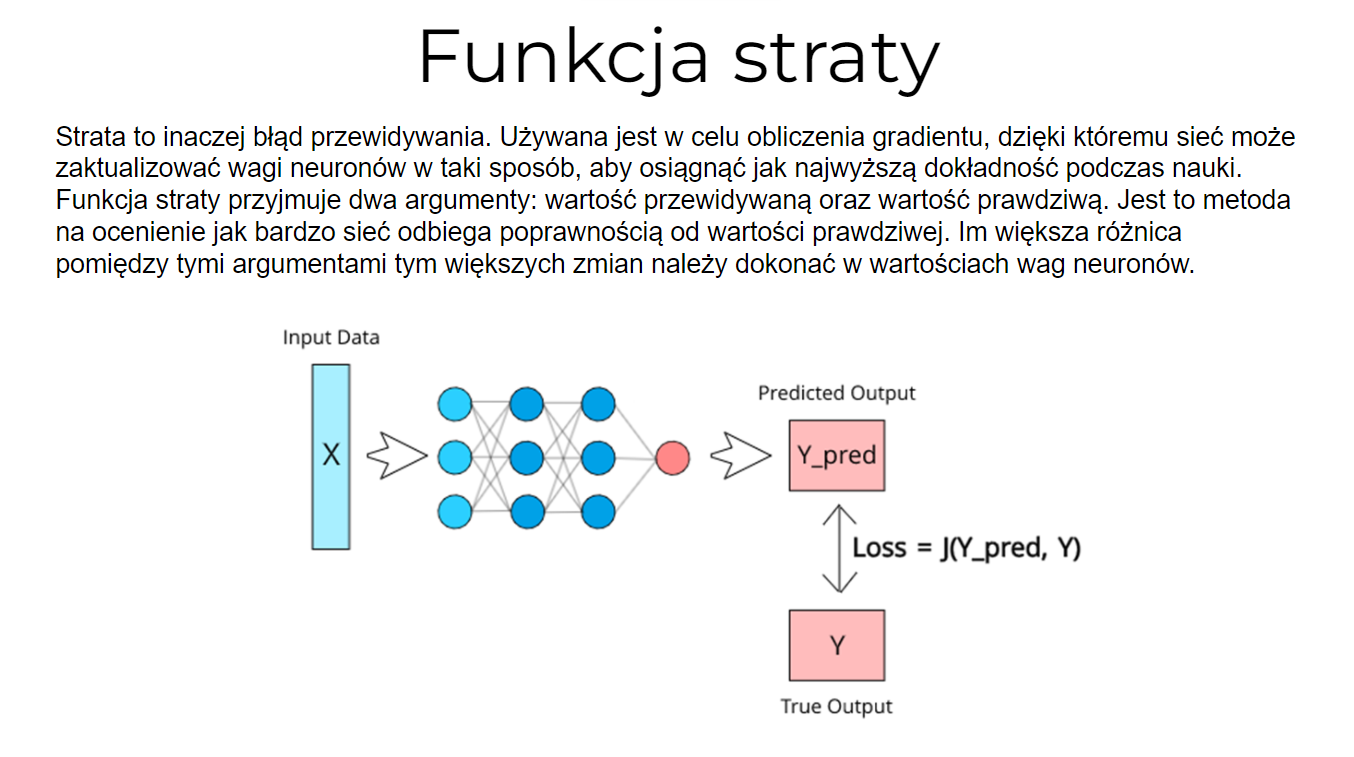 Funkcja straty
Strata to inaczej błąd przewidywania. Używana jest w celu obliczenia gradientu, dzięki któremu sieć może
zaktualizować wagi neuronów w taki sposób, aby osiągnąć jak najwyższą dokładność podczas nauki.
Funkcja straty przyjmuje dwa argumenty: wartość przewidywaną oraz wartość prawdziwą. Jest to metoda
na ocenienie jak bardzo sieć odbiega poprawnością od wartości prawdziwej. Im większa różnica
pomiędzy tymi argumentami tym większych zmian należy dokonać w wartościach wag neuronów.
Input Data
X
Predicted Output
Y_pred
Loss = J(Y_pred, Y)
Y
True Output